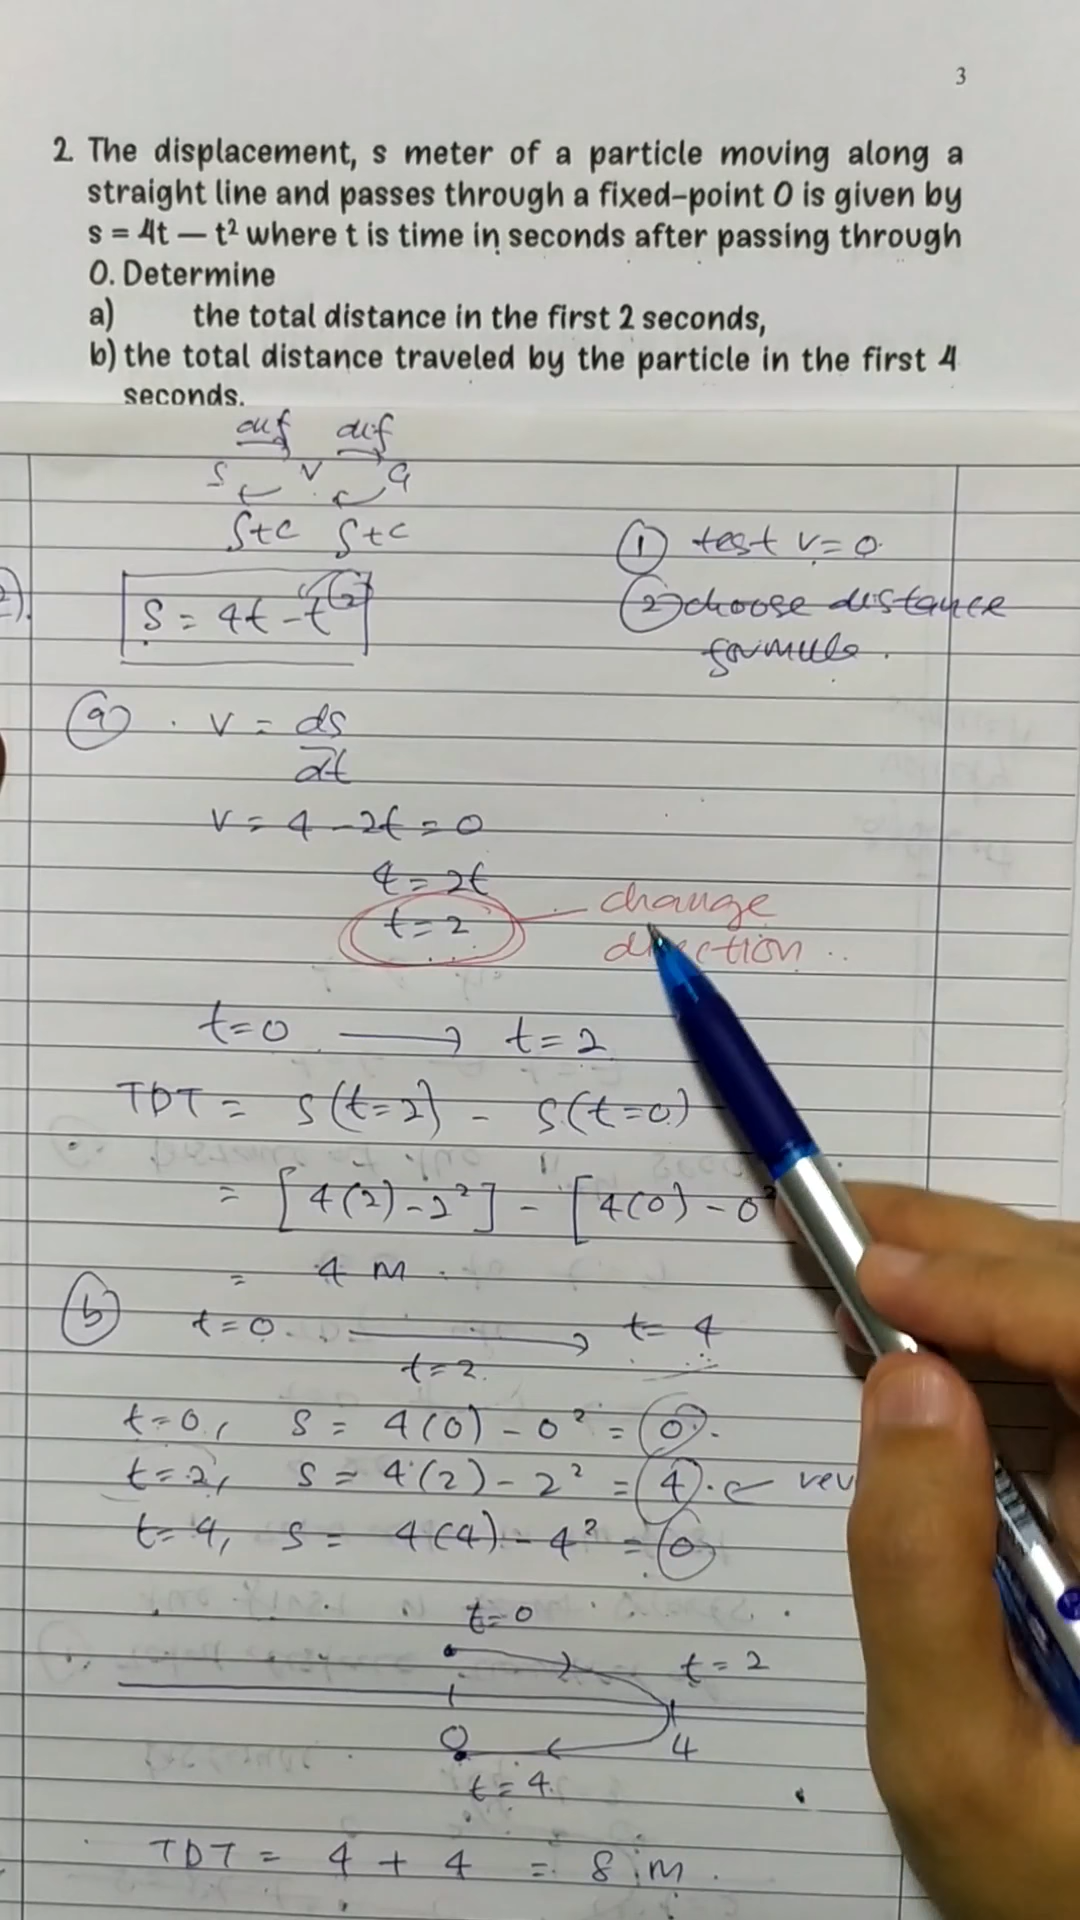 3
2. The displacement, s meter of a particle moving along a
straight line and passes through a fixed-point O is given by
s = 4t — t² where t is time in seconds after passing through
O. Determine
a) the total distance in the first 2 seconds,
b) the total distance traveled by the particle in the first 4
seconds.
dif dif
s v a
∫+c ∫+c
① test v = 0.
2).
s = 4t - t²
② choose distance
formula.
ⓐ v = ds
dt
v = 4 - 2t = 0
4 = 2t
t = 2
change
direction..
t=0 → t=2
TDT = s(t=2) - s(t=0)
= [4(2) - 2²] - [4(0) - 0²
= 4 m.
ⓑ t=0 → t=4
t=2.
t=0, s = 4(0) - 0² = 0.
t=2, s = 4(2) - 2² = 4. ← rev
t=4, s = 4(4) - 4² = 0
t=0
t=2
O 4
t=4.
TDT = 4 + 4 = 8 m.